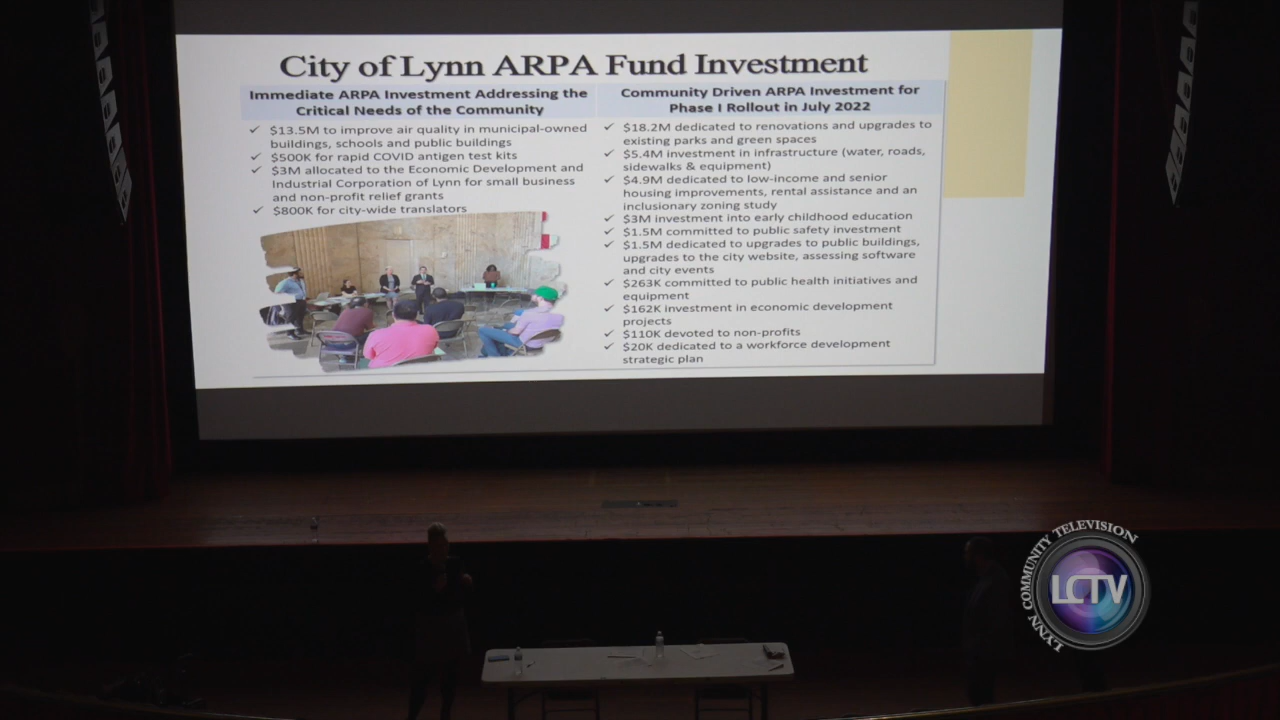 City of Lynn ARPA Fund Investment
Immediate ARPA Investment Addressing the
Critical Needs of the Community
✓ $13.5M to improve air quality in municipal-owned
buildings, schools and public buildings
✓ $500K for rapid COVID antigen test kits
✓ $3M allocated to the Economic Development and
Industrial Corporation of Lynn for small business
and non-profit relief grants
✓ $800K for city-wide translators
Community Driven ARPA Investment for
Phase I Rollout in July 2022
✓ $18.2M dedicated to renovations and upgrades to
existing parks and green spaces
✓ $5.4M investment in infrastructure (water, roads,
sidewalks & equipment)
✓ $4.9M dedicated to low-income and senior
housing improvements, rental assistance and an
inclusionary zoning study
✓ $3M investment into early childhood education
✓ $1.5M committed to public safety investment
✓ $1.5M dedicated to upgrades to public buildings,
upgrades to the city website, assessing software
and city events
✓ $263K committed to public health initiatives and
equipment
✓ $162K investment in economic development
projects
✓ $110K devoted to non-profits
✓ $20K dedicated to a workforce development
strategic plan
LYNN COMMUNITY TELEVISION
LCTV